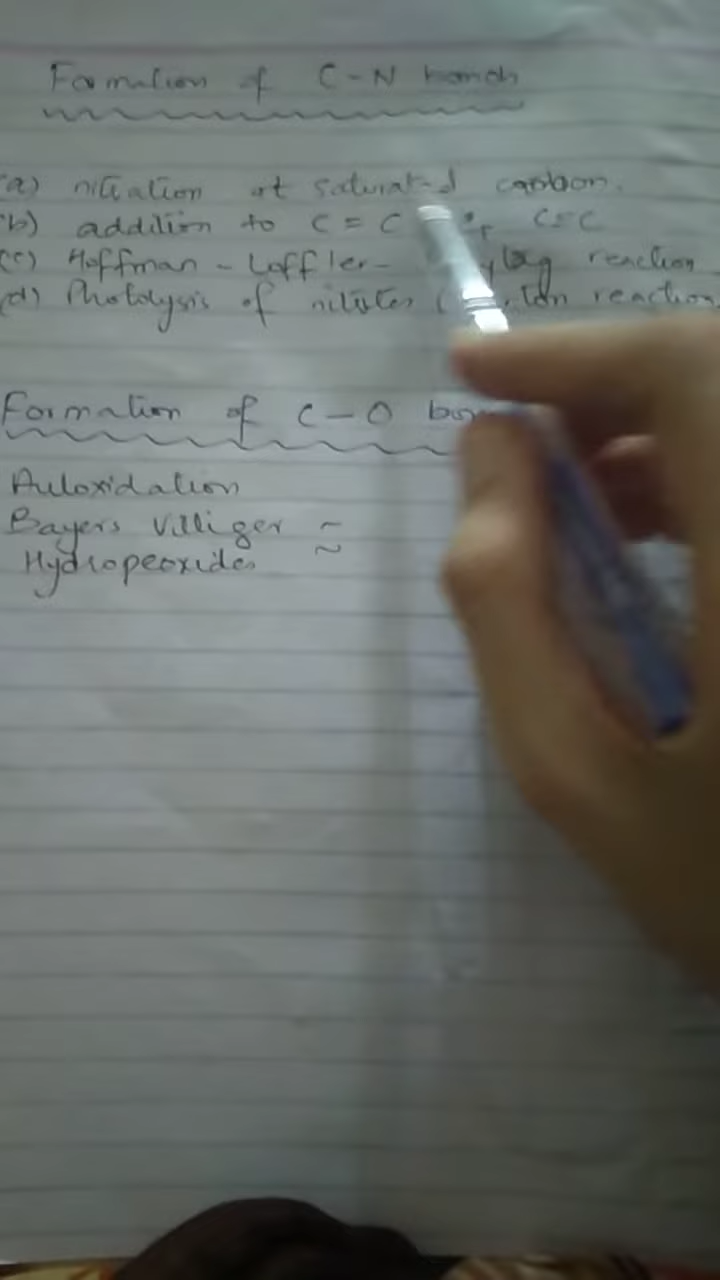 Formation of C-N bonds
(a) nitration at saturated carbon.
(b) addition to C = C or C≡C
(c) Hoffman - Loffler- reaction
(d) Photolysis of nitrites ( reaction
Formation of C-O
Autoxidation
Bayers Villiger
Hydropeoxides